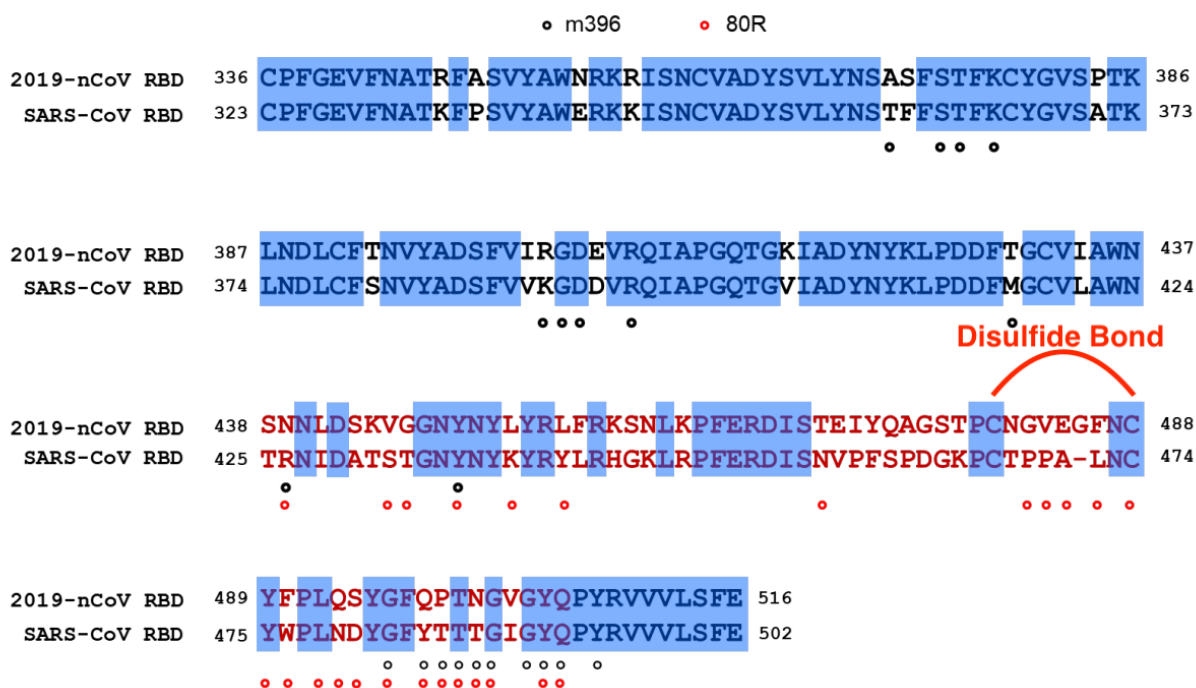 m396 80R
2019-nCoV RBD 336 CPFGEVFNATRFASVYAWNRKRISNCVADYSVLYNSASFSTFKCYGVSPTK 386
SARS-CoV RBD 323 CPFGEVFNATKFPSVYAWERKKISNCVADYSVLYNSTFFSTFKCYGVSATK 373
2019-nCoV RBD 387 LNDLCFTNVYADSFVIRGDEVRQIAPGQTGKIADYNYKLPDDFTGCVIAWN 437
SARS-CoV RBD 374 LNDLCFSNVYADSFVVKGDDVRQIAPGQTGVIADYNYKLPDDFMGCVLAWN 424
Disulfide Bond
2019-nCoV RBD 438 SNNLDSKVGGNYNYLYRLFRKSNLKPFERDISTEIYQAGSTPCNGVEGFNC 488
SARS-CoV RBD 425 TRNIDATSTGNYNYKYRYLRHGKLRPFERDISNVPFSPDGKPCTPPA-LNC 474
2019-nCoV RBD 489 YFPLQSYGFQPTNGVGYQPYRVVVLSFE 516
SARS-CoV RBD 475 YWPLNDYGFYTTTGIGYQPYRVVVLSFE 502